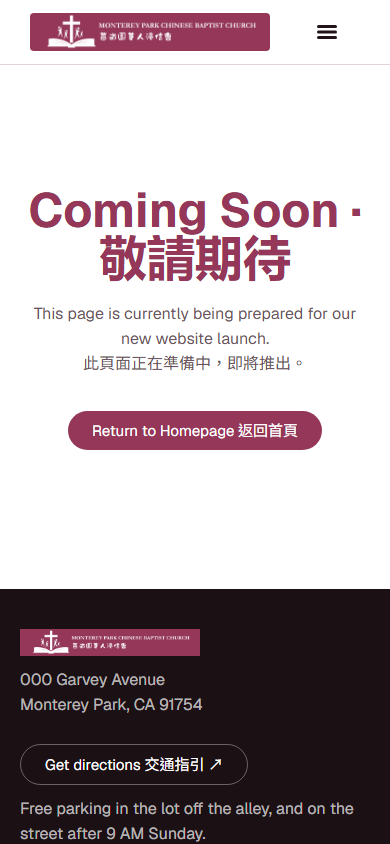 MONTEREY PARK CHINESE BAPTIST CHURCH
Coming Soon ·
敬請期待
This page is currently being prepared for our
new website launch.
此頁面正在準備中，即將推出。
Return to Homepage 返回首頁
MONTEREY PARK CHINESE BAPTIST CHURCH
000 Garvey Avenue
Monterey Park, CA 91754
Get directions 交通指引 ↗
Free parking in the lot off the alley, and on the
street after 9 AM Sunday.